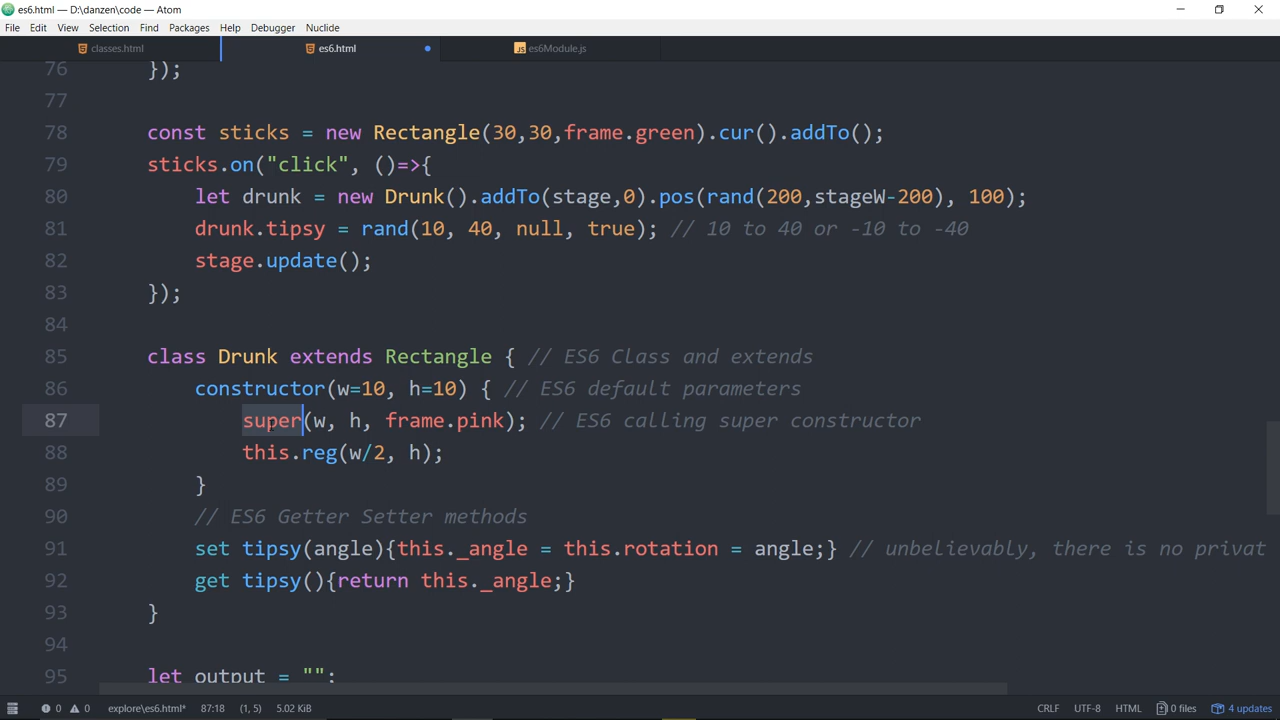 es6.html — D:\danzen\code — Atom
File Edit View Selection Find Packages Help Debugger Nuclide
classes.html es6.html es6Module.js
76 });
77
78 const sticks = new Rectangle(30,30,frame.green).cur().addTo();
79 sticks.on("click", ()=>{
80 let drunk = new Drunk().addTo(stage,0).pos(rand(200,stageW-200), 100);
81 drunk.tipsy = rand(10, 40, null, true); // 10 to 40 or -10 to -40
82 stage.update();
83 });
84
85 class Drunk extends Rectangle { // ES6 Class and extends
86 constructor(w=10, h=10) { // ES6 default parameters
87 super(w, h, frame.pink); // ES6 calling super constructor
88 this.reg(w/2, h);
89 }
90 // ES6 Getter Setter methods
91 set tipsy(angle){this._angle = this.rotation = angle;} // unbelievably, there is no privat
92 get tipsy(){return this._angle;}
93 }
94
95 let output = "";
0 0 explore\es6.html* 87:18 (1, 5) 5.02 KiB CRLF UTF-8 HTML 0 files 4 updates